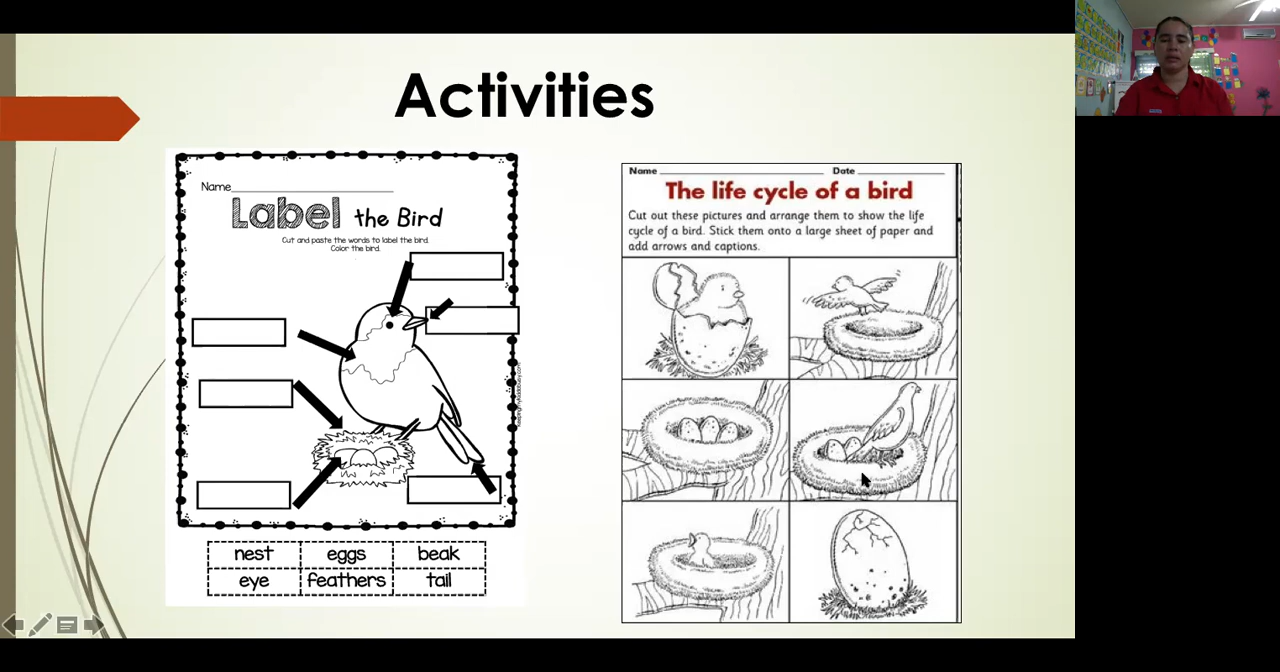 Activities
Name
Label the Bird
Cut and paste the words to label the bird.
Color the bird.
nest eggs beak
eye feathers tail
Name Date
The life cycle of a bird
Cut out these pictures and arrange them to show the life
cycle of a bird. Stick them onto a large sheet of paper and
add arrows and captions.